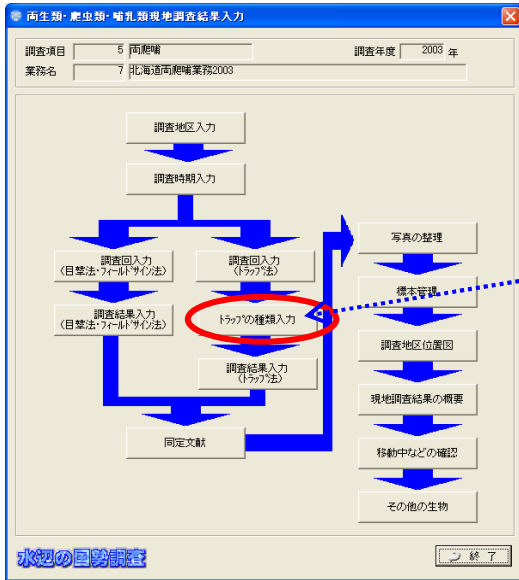 両生類・爬虫類・哺乳類現地調査結果入力
調査項目 5 両爬哺 調査年度 2003 年
業務名 7 北海道両爬哺業務2003
調査地区入力
調査時期入力
調査回入力
(目撃法・フィールドサイン法)
調査回入力
(トラップ法)
調査結果入力
(目撃法・フィールドサイン法)
トラップの種類入力
調査結果入力
(トラップ法)
同定文献
写真の整理
標本管理
調査地区位置図
現地調査結果の概要
移動中などの確認
その他の生物
水辺の国勢調査
終 了